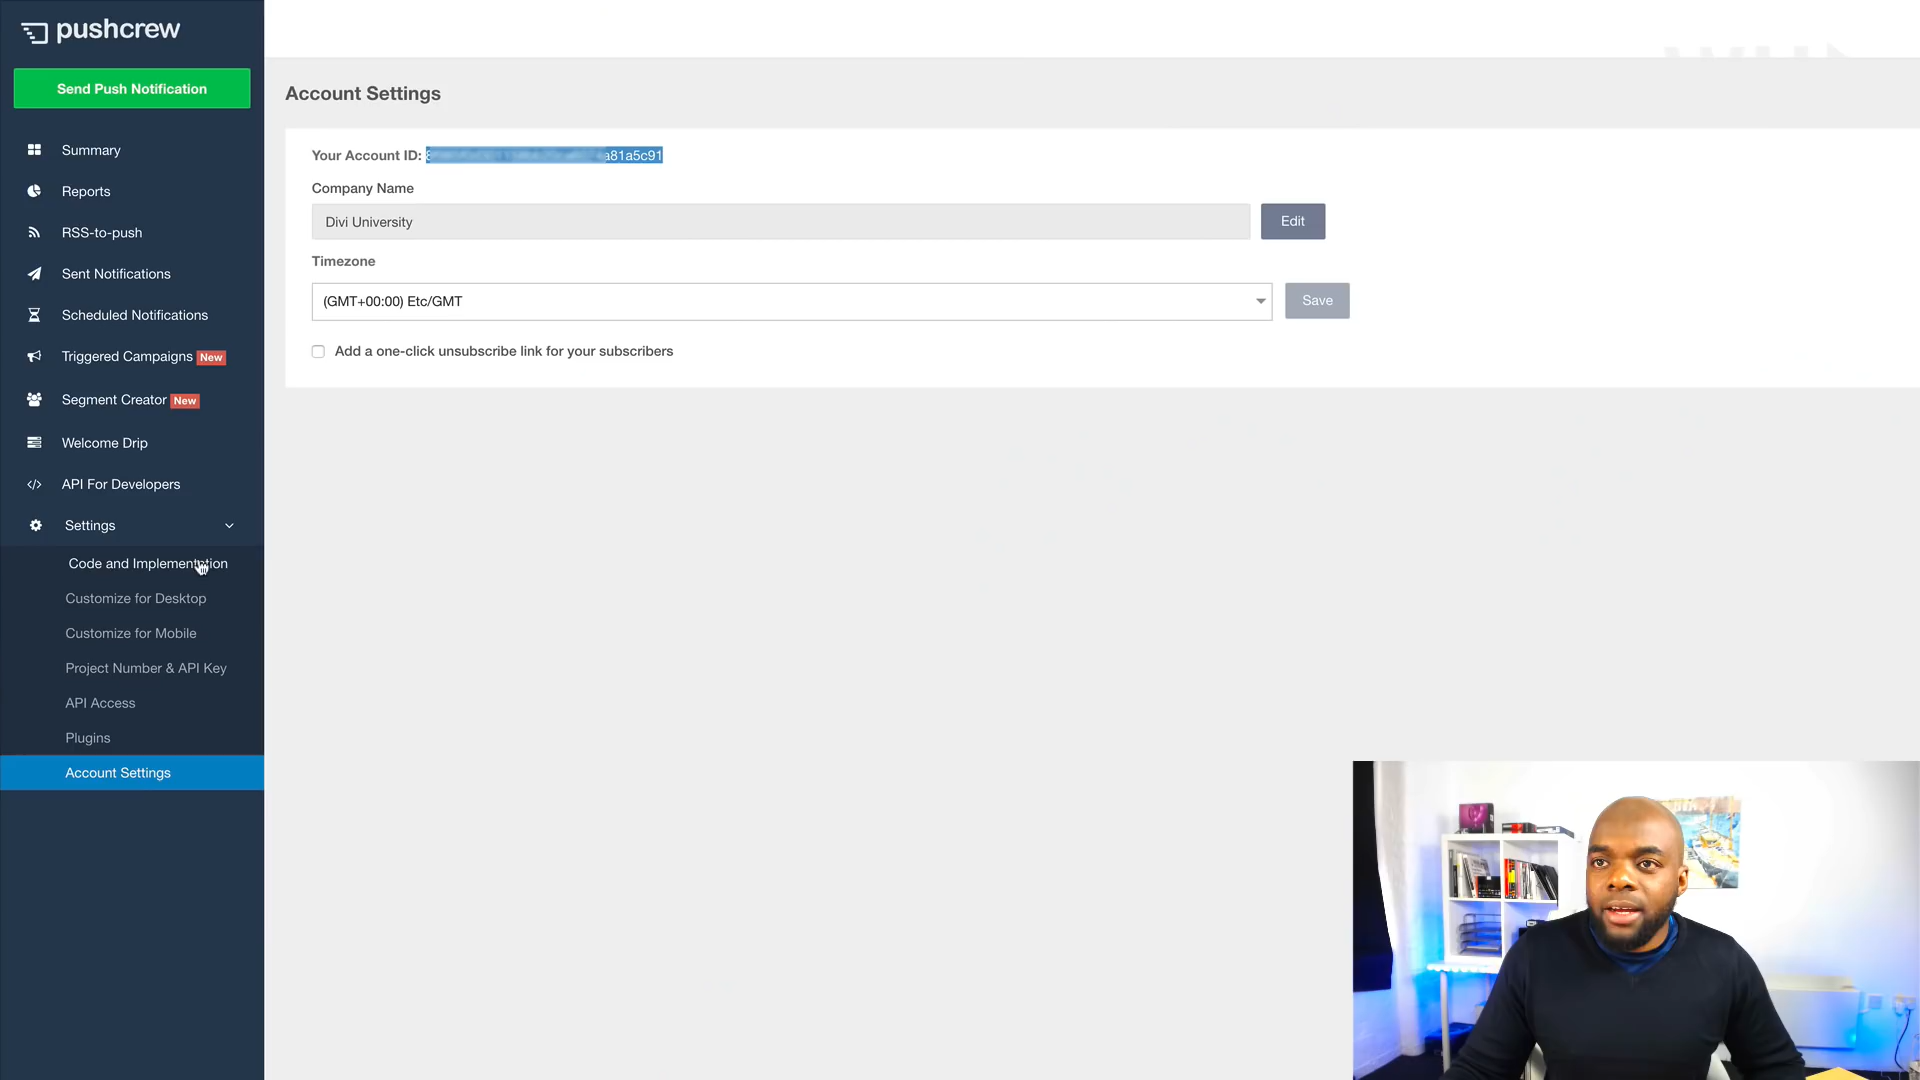 pushcrew
Send Push Notification
Account Settings
Your Account ID: a81a5c91
Summary
Company Name
Reports
Divi University
Edit
RSS-to-push
Timezone
Sent Notifications
(GMT+00:00) Etc/GMT
Save
Scheduled Notifications
Add a one-click unsubscribe link for your subscribers
Triggered Campaigns New
Segment Creator New
Welcome Drip
API For Developers
Settings
Code and Implementation
Customize for Desktop
Customize for Mobile
Project Number & API Key
API Access
Plugins
Account Settings